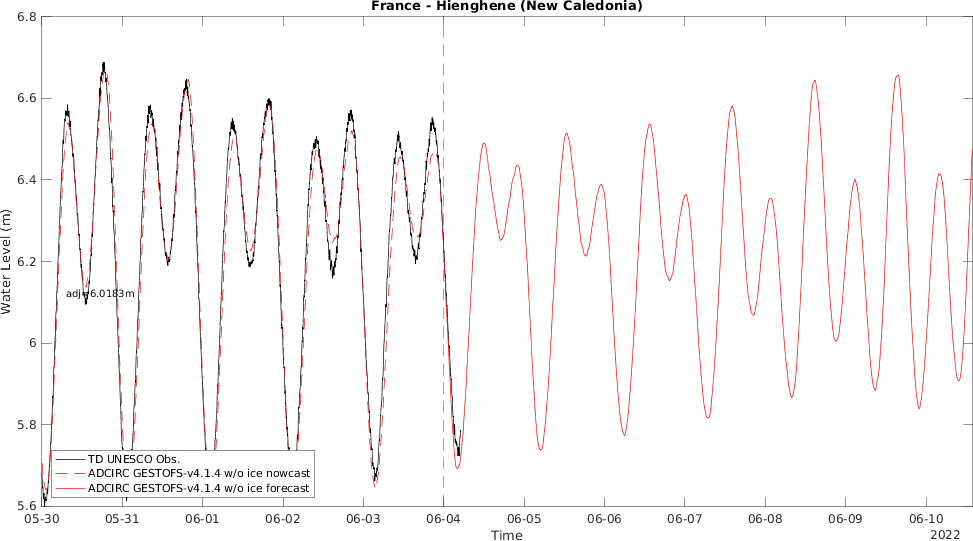 France - Hienghene (New Caledonia)
Water Level (m)
6.8
6.6
6.4
6.2
6
5.8
5.6
adj=6.0183m
TD UNESCO Obs.
ADCIRC GESTOFS-v4.1.4 w/o ice nowcast
ADCIRC GESTOFS-v4.1.4 w/o ice forecast
05-30 05-31 06-01 06-02 06-03 06-04 06-05 06-06 06-07 06-08 06-09 06-10
Time 2022